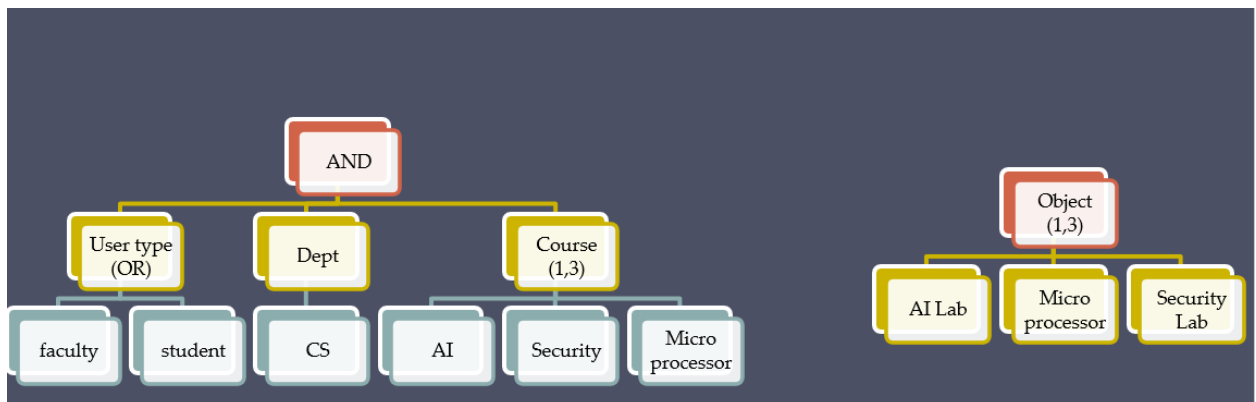 AND
User type
(OR)
Dept
Course
(1,3)
faculty
student
CS
AI
Security
Micro
processor
Object
(1,3)
AI Lab
Micro
processor
Security
Lab